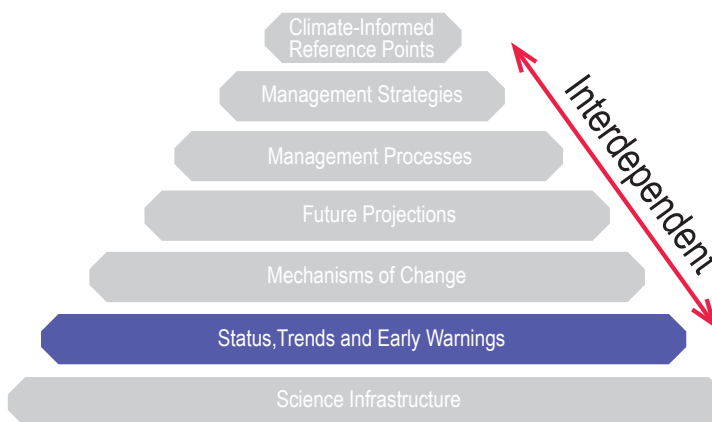 Climate-Informed
Reference Points
Management Strategies
Interdependent
Management Processes
Future Projections
Mechanisms of Change
Status,Trends and Early Warnings
Science Infrastructure